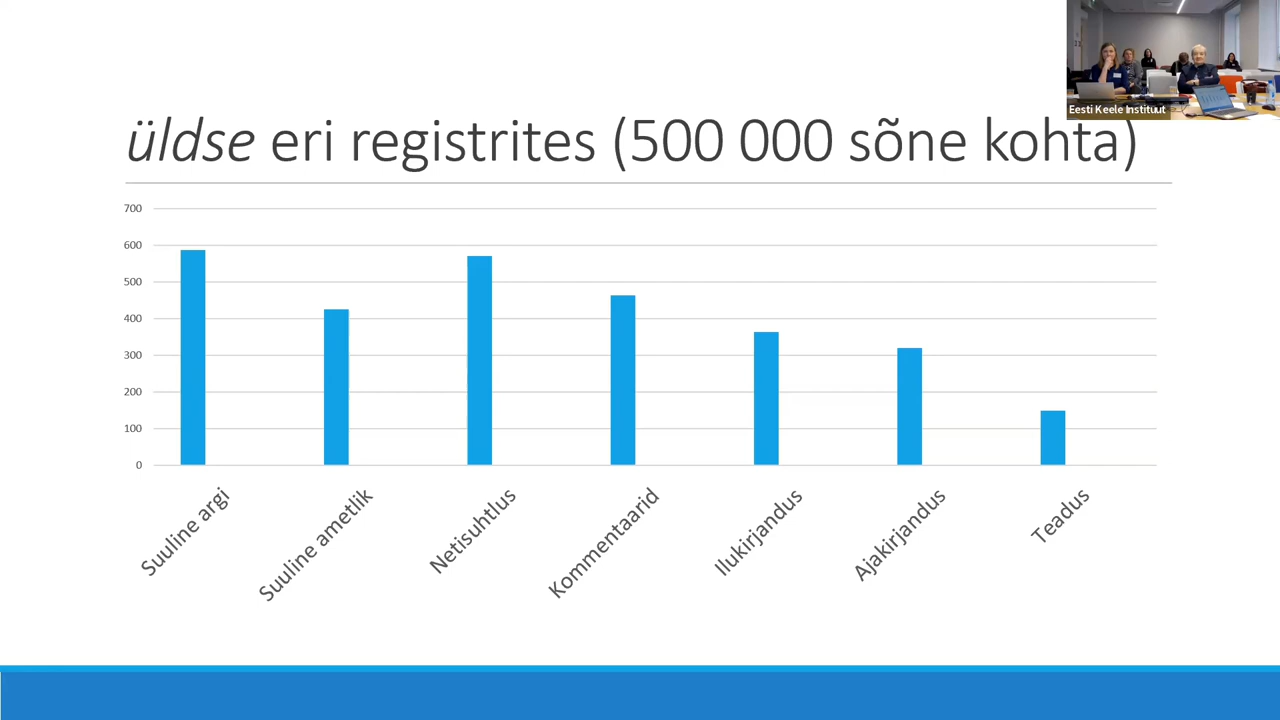 Eesti Keele Instituut
üldse eri registrites (500 000 sõne kohta)
700
600
500
400
300
200
100
0
Suuline argi
Suuline ametlik
Netisuhtlus
Kommentaarid
Ilukirjandus
Ajakirjandus
Teadus